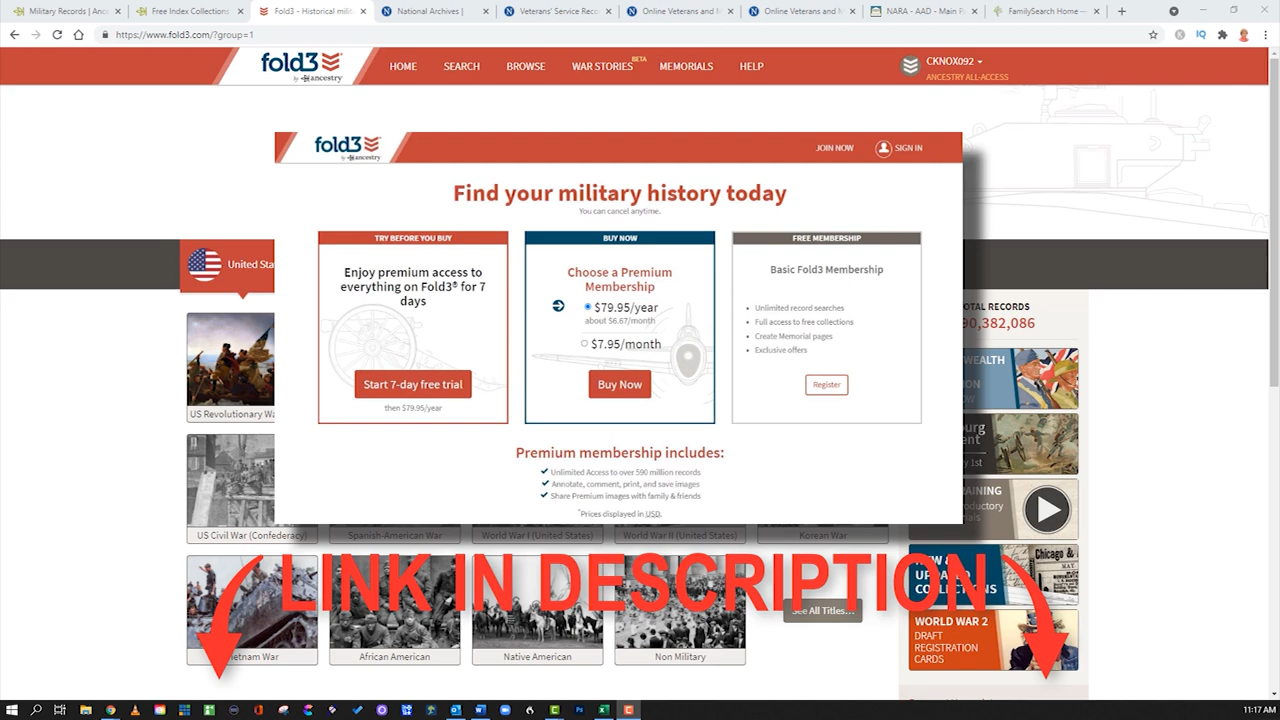 Military Records | Anc
Free Index Collections
Fold3 - Historical mili
National Archives |
Veterans' Service Reco
Online Veterans and M
Online Veterans and M
NARA - AAD - Main P
FamilySearch Home —
https://www.fold3.com/?group=1
fold3
by ancestry
HOME
SEARCH
BROWSE
WAR STORIES BETA
MEMORIALS
HELP
CKNOX092
ANCESTRY ALL-ACCESS
fold3
by ancestry
JOIN NOW
SIGN IN
Find your military history today
You can cancel anytime.
TRY BEFORE YOU BUY
Enjoy premium access to
everything on Fold3® for 7
days
Start 7-day free trial
then $79.95/year
BUY NOW
Choose a Premium
Membership
$79.95/year
about $6.67/month
$7.95/month
Buy Now
FREE MEMBERSHIP
Basic Fold3 Membership
Unlimited record searches
Full access to free collections
Create Memorial pages
Exclusive offers
Register
Premium membership includes:
Unlimited Access to over 590 million records
Annotate, comment, print, and save images
Share Premium images with family & friends
*Prices displayed in USD.
United Sta
US Revolutionary Wa
US Civil War (Confederacy)
Spanish-American War
World War I (United States)
World War II (United States)
Korean War
LINK IN DESCRIPTION
Vietnam War
African American
Native American
Non Military
See All Titles...
OTAL RECORDS
90,382,086
WEALTH
ION
OW
burg
ent
y 1st
AINING
roductory
ials
NEW &
UPDATED
COLLECTIONS
Chicago &
WORLD WAR 2
DRAFT
REGISTRATION
CARDS
11:17 AM